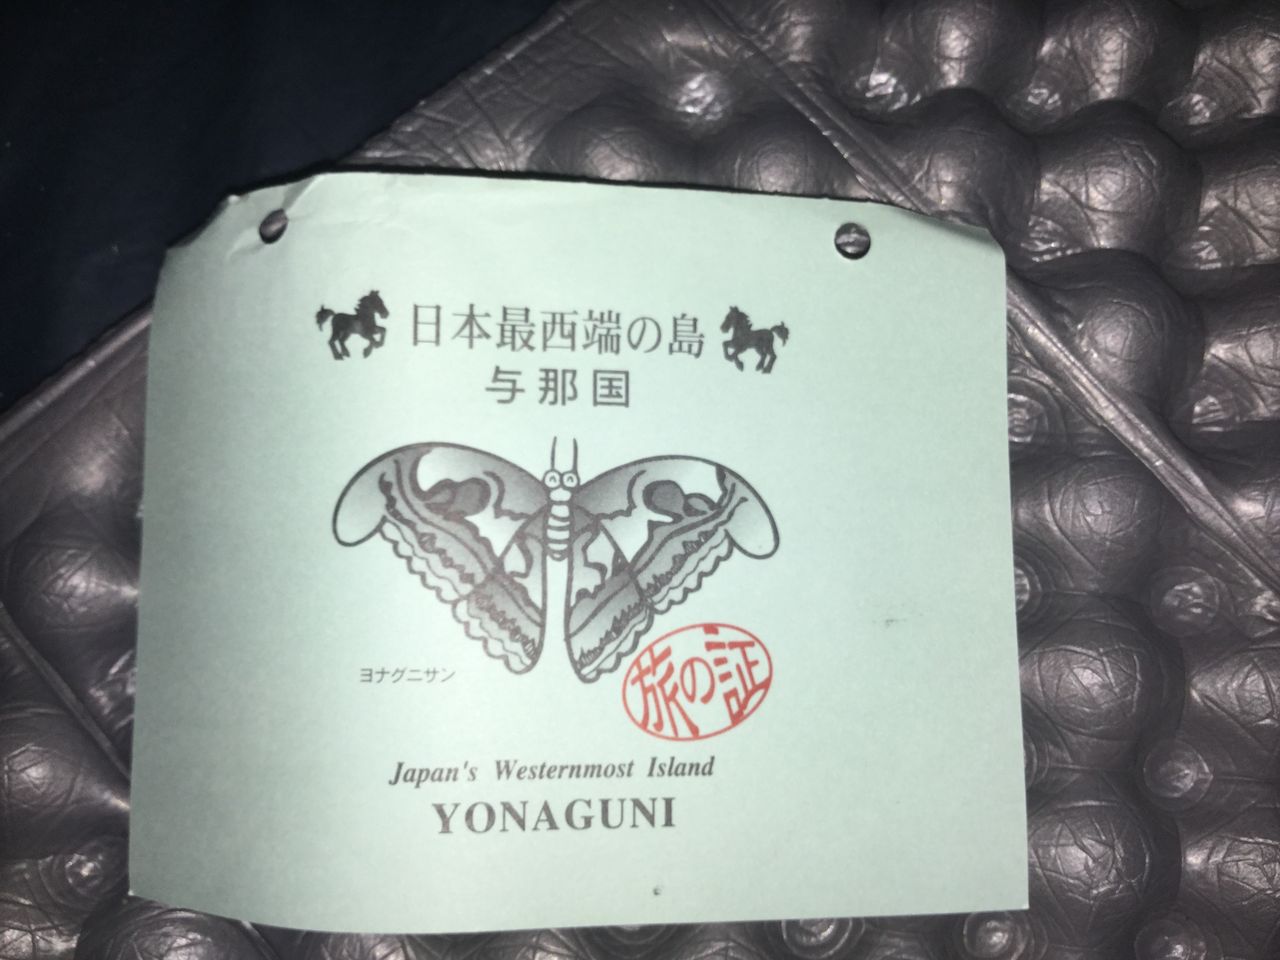 日本最西端の島
与那国
ヨナグニサン
旅の証
Japan's Westernmost Island
YONAGUNI